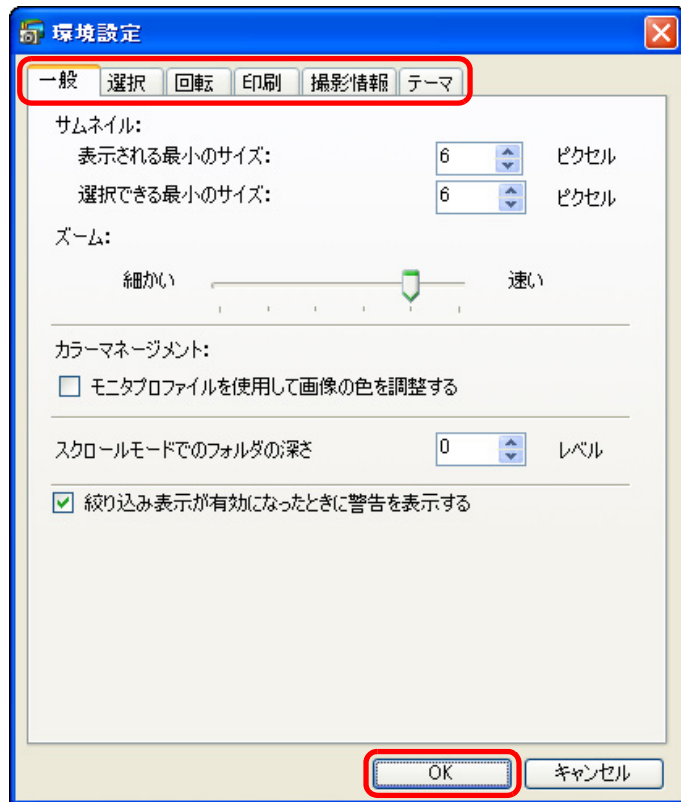 環境設定
一般 選択 回転 印刷 撮影情報 テーマ
サムネイル:
表示される最小のサイズ: 6 ピクセル
選択できる最小のサイズ: 6 ピクセル
ズーム:
細かい 速い
カラーマネージメント:
モニタプロファイルを使用して画像の色を調整する
スクロールモードでのフォルダの深さ 0 レベル
絞り込み表示が有効になったときに警告を表示する
OK キャンセル